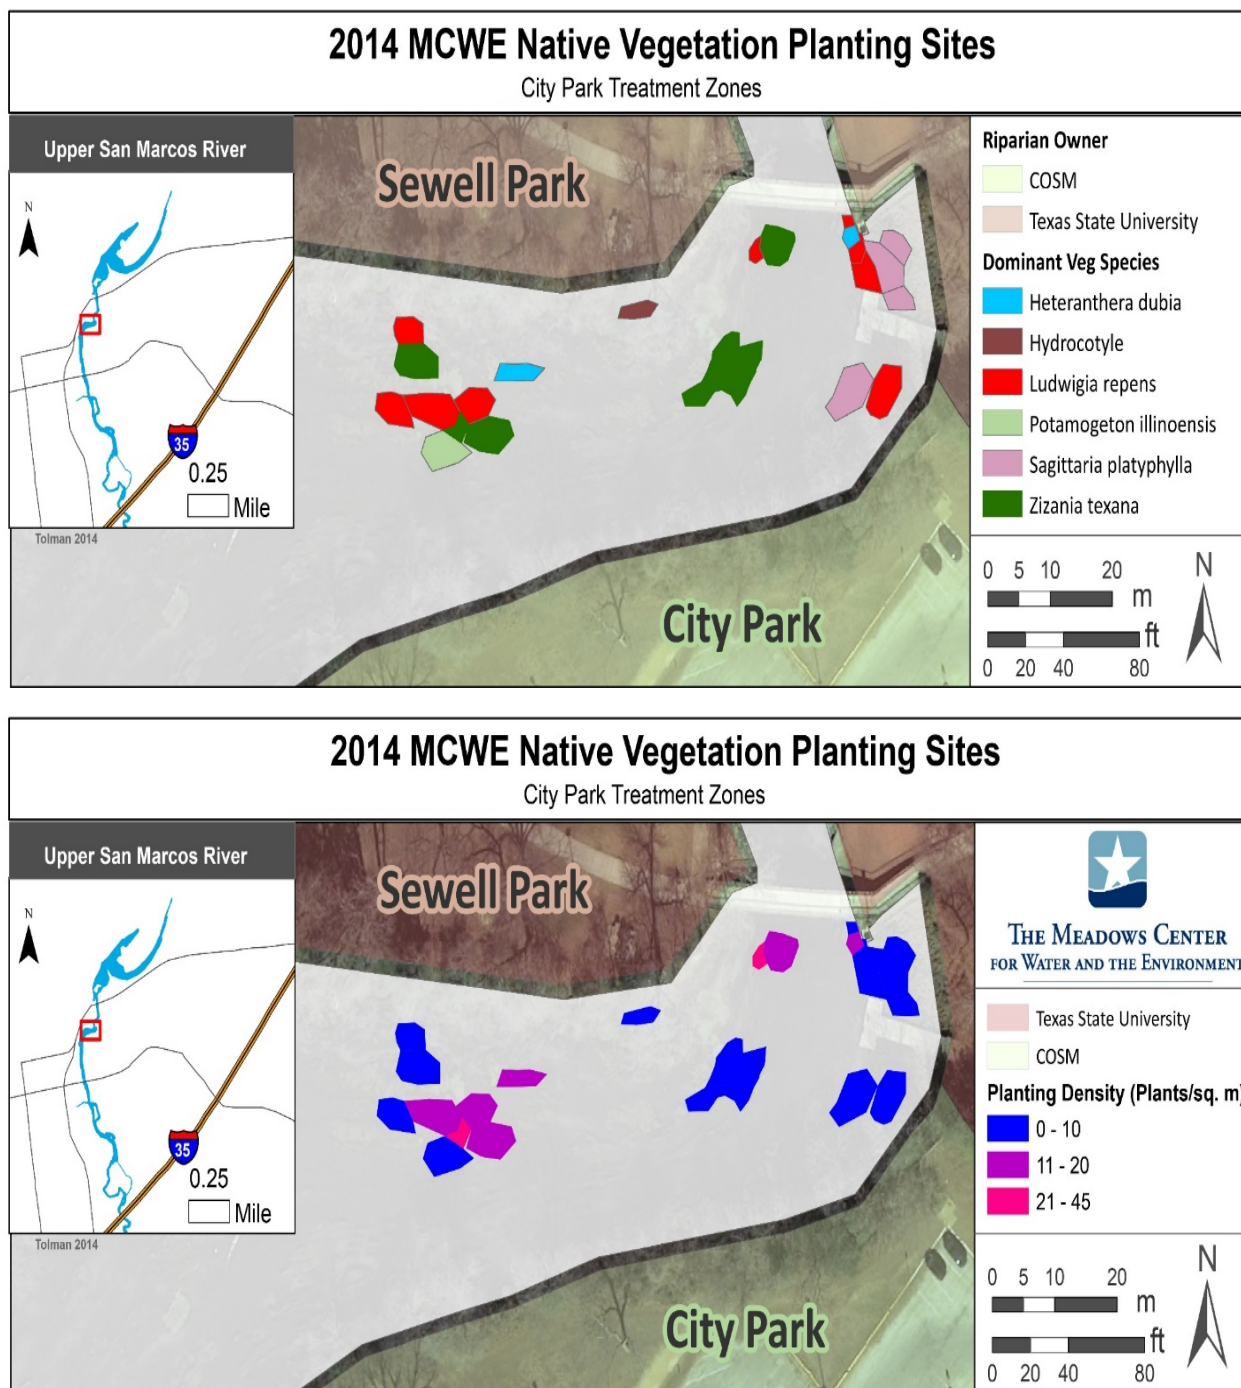 2014 MCWE Native Vegetation Planting Sites
City Park Treatment Zones
Upper San Marcos River
N
35
0.25
Mile
Tolman 2014
Sewell Park
City Park
Riparian Owner
COSM
Texas State University
Dominant Veg Species
Heteranthera dubia
Hydrocotyle
Ludwigia repens
Potamogeton illinoensis
Sagittaria platyphylla
Zizania texana
0 5 10 20
m
ft
0 20 40 80
N
2014 MCWE Native Vegetation Planting Sites
City Park Treatment Zones
Upper San Marcos River
N
35
0.25
Mile
Tolman 2014
Sewell Park
City Park
THE MEADOWS CENTER
FOR WATER AND THE ENVIRONMENT
Texas State University
COSM
Planting Density (Plants/sq. m)
0 - 10
11 - 20
21 - 45
0 5 10 20
m
ft
0 20 40 80
N